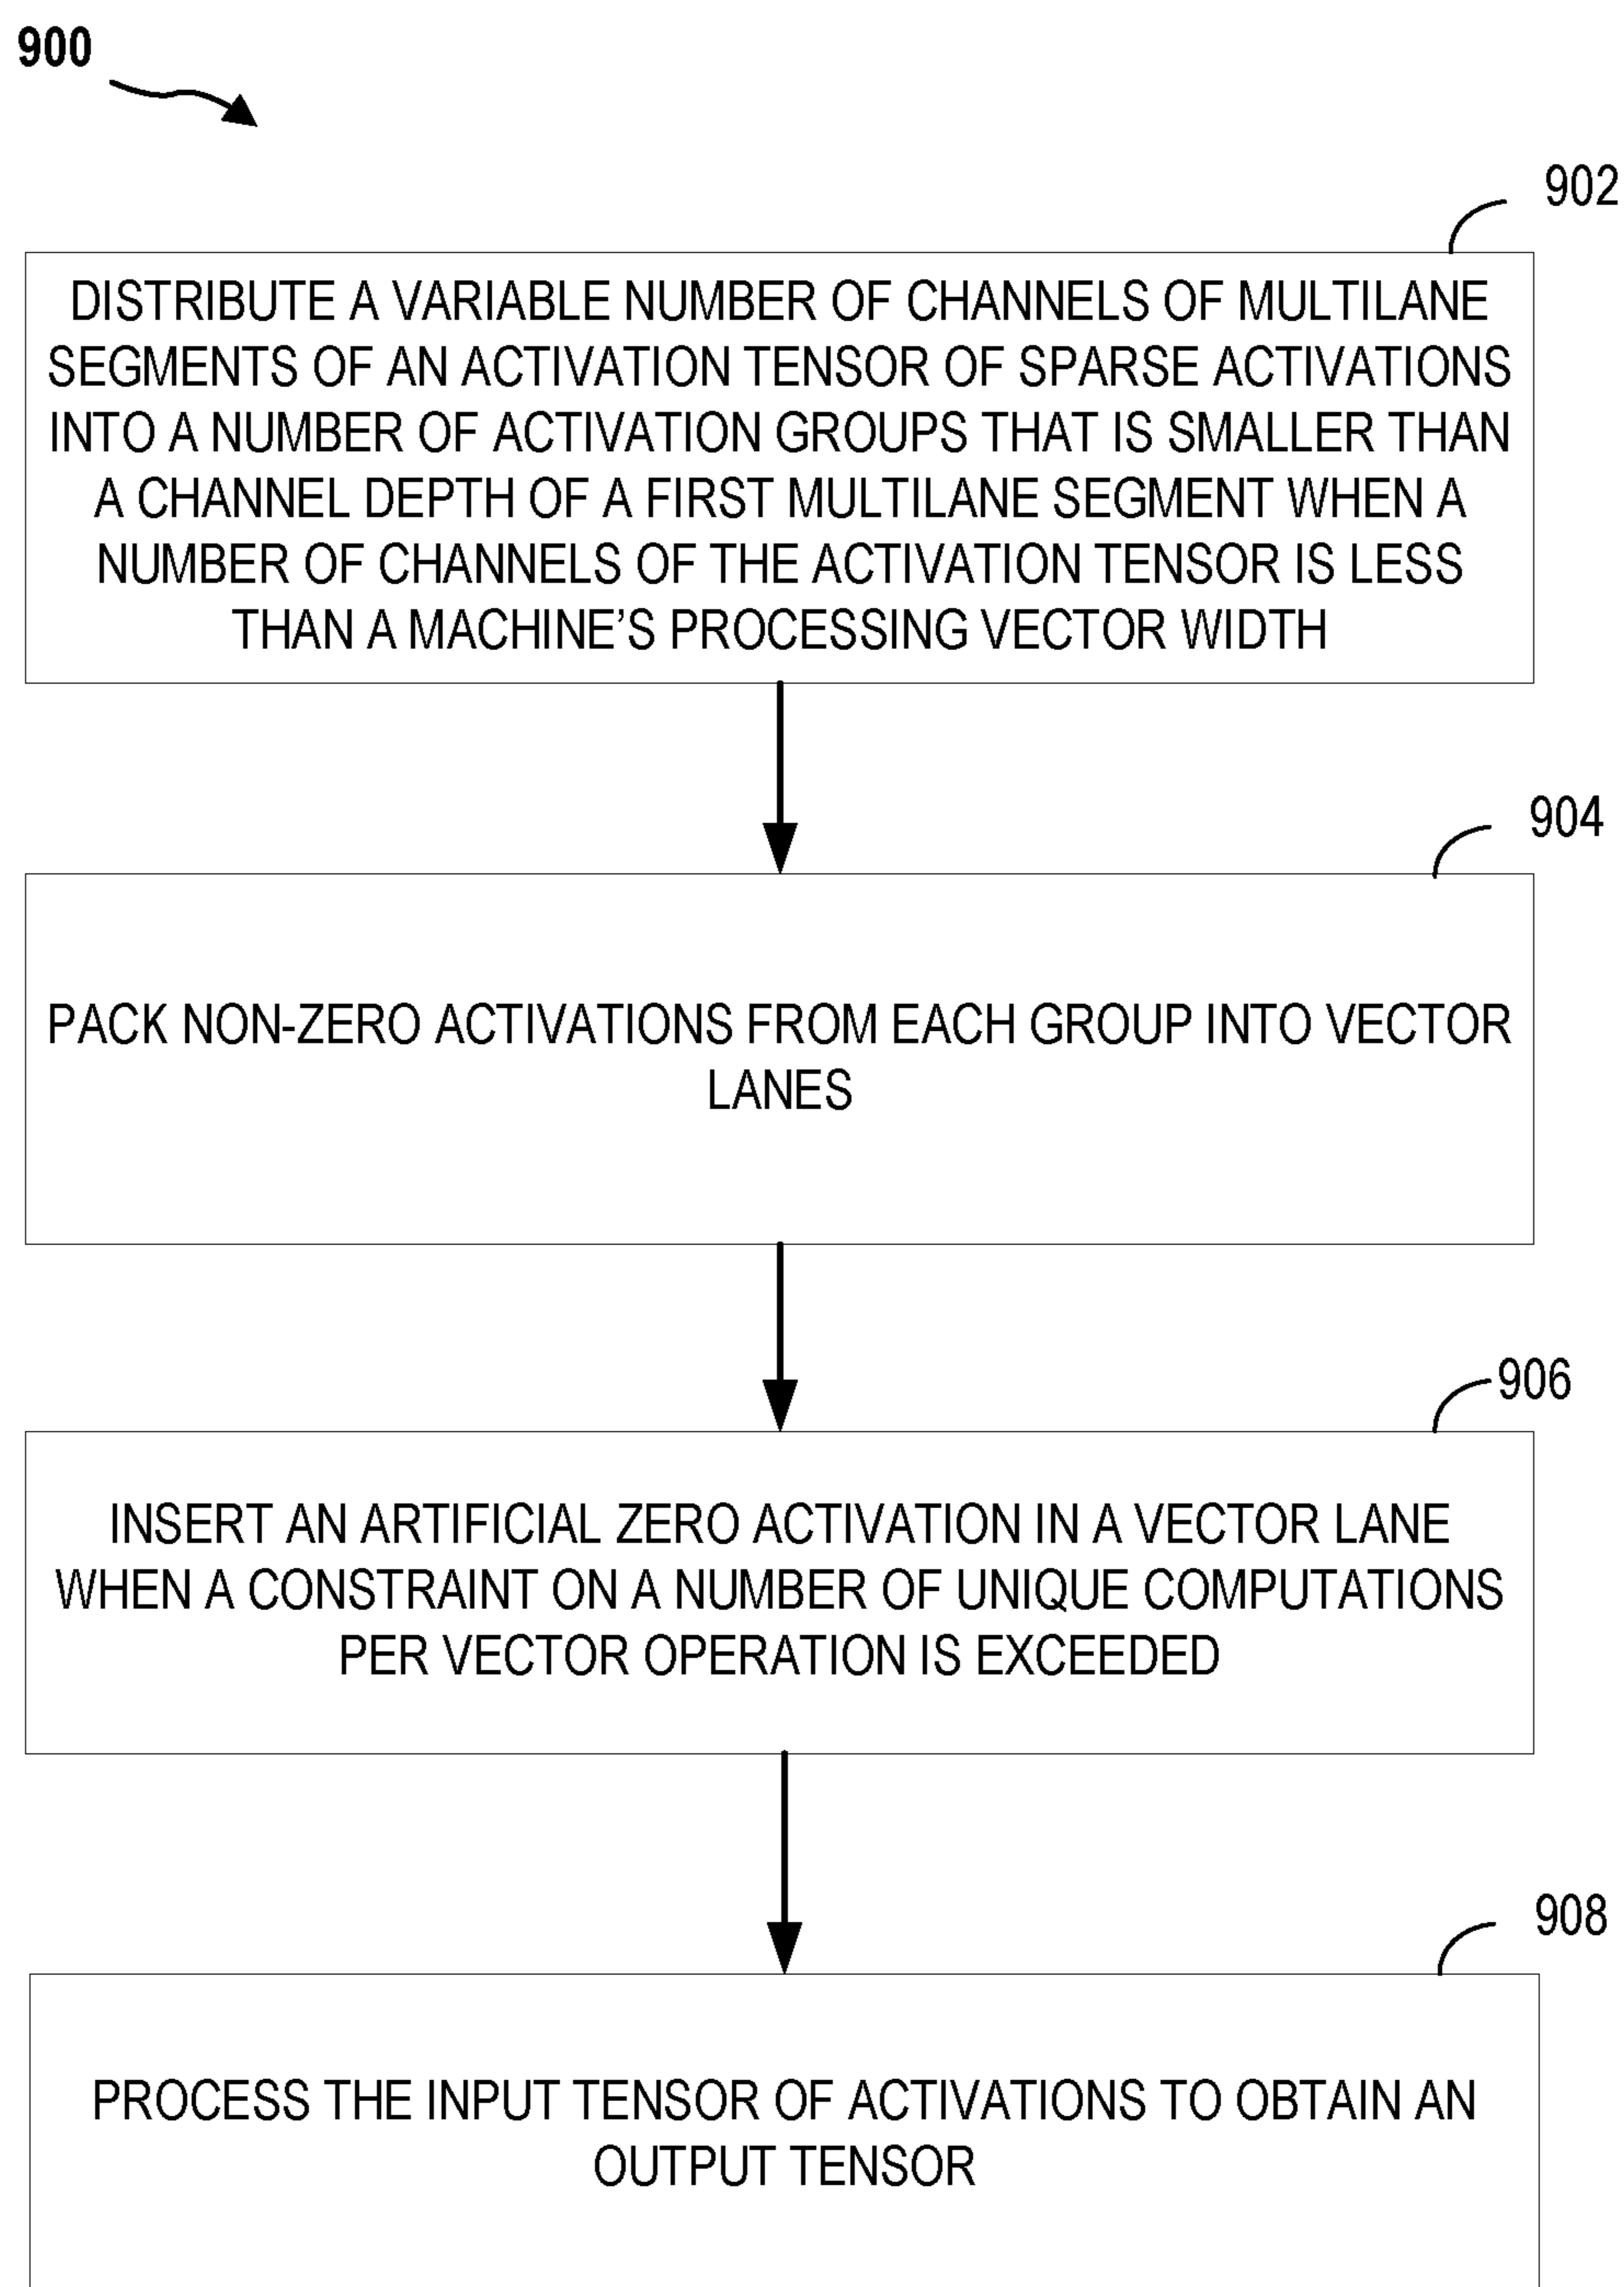 900
902
DISTRIBUTE A VARIABLE NUMBER OF CHANNELS OF MULTILANE
SEGMENTS OF AN ACTIVATION TENSOR OF SPARSE ACTIVATIONS
INTO A NUMBER OF ACTIVATION GROUPS THAT IS SMALLER THAN
A CHANNEL DEPTH OF A FIRST MULTILANE SEGMENT WHEN A
NUMBER OF CHANNELS OF THE ACTIVATION TENSOR IS LESS
THAN A MACHINE’S PROCESSING VECTOR WIDTH
904
PACK NON-ZERO ACTIVATIONS FROM EACH GROUP INTO VECTOR
LANES
906
INSERT AN ARTIFICIAL ZERO ACTIVATION IN A VECTOR LANE
WHEN A CONSTRAINT ON A NUMBER OF UNIQUE COMPUTATIONS
PER VECTOR OPERATION IS EXCEEDED
908
PROCESS THE INPUT TENSOR OF ACTIVATIONS TO OBTAIN AN
OUTPUT TENSOR